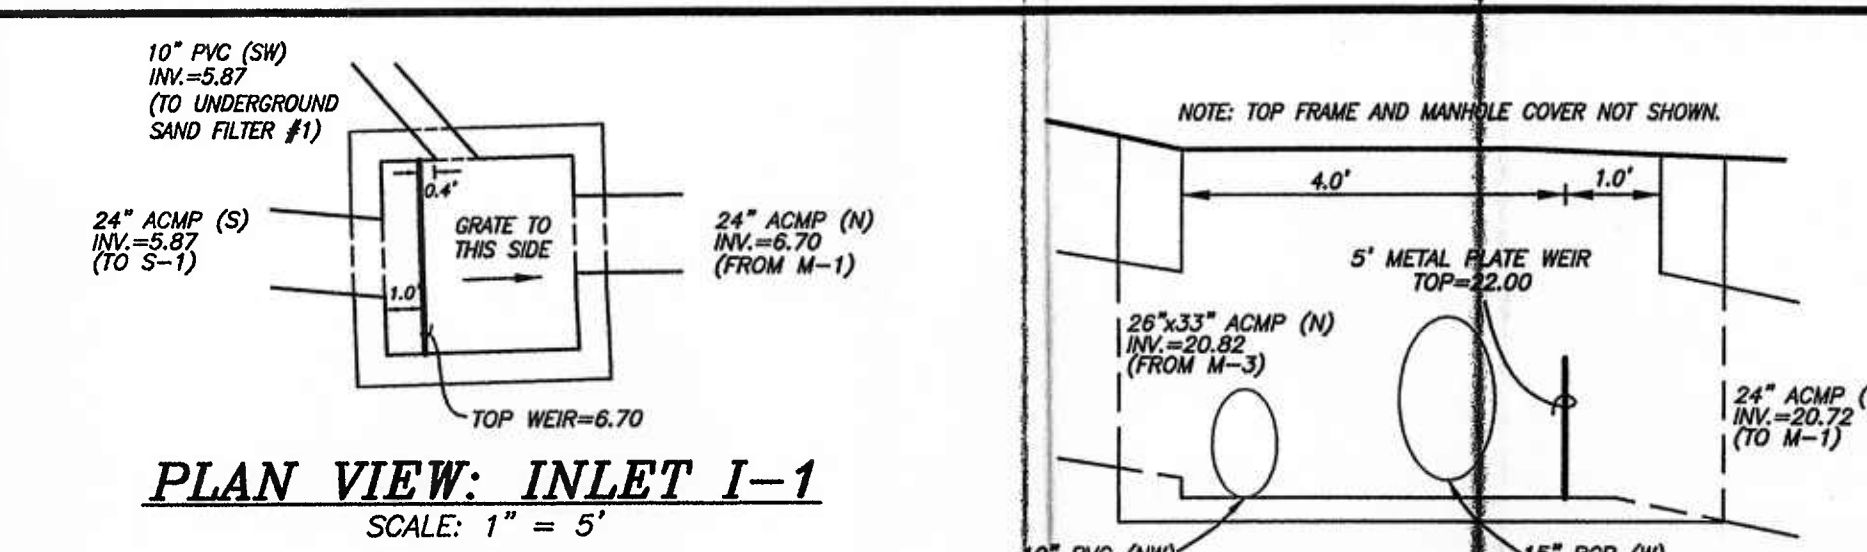 10" PVC (SW)
INV.=5.87
(TO UNDERGROUND
SAND FILTER #1)
0.4'
24" ACMP (S)
INV.=5.87
(TO S-1)
GRATE TO
THIS SIDE
24" ACMP (N)
INV.=6.70
(FROM M-1)
1.0'
TOP WEIR=6.70
PLAN VIEW: INLET I-1
SCALE: 1" = 5'
NOTE: TOP FRAME AND MANHOLE COVER NOT SHOWN.
4.0'
1.0'
5' METAL PLATE WEIR
TOP=22.00
26"x33" ACMP (N)
INV.=20.82
(FROM M-3)
24" ACMP (
INV.=20.72
(TO M-1)
PVC (NW)
15" RCP (W)